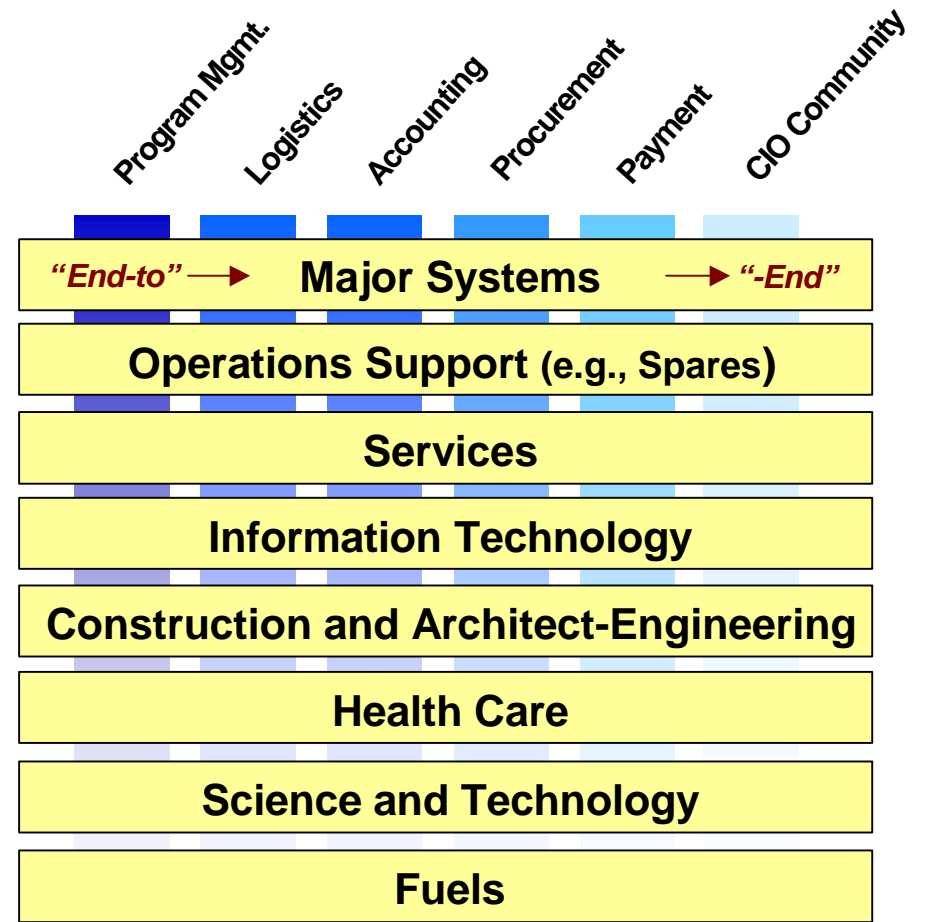 Program Mgmt.
Logistics
Accounting
Procurement
Payment
CIO Community
“End-to” Major Systems “-End”
Operations Support (e.g., Spares)
Services
Information Technology
Construction and Architect-Engineering
Health Care
Science and Technology
Fuels